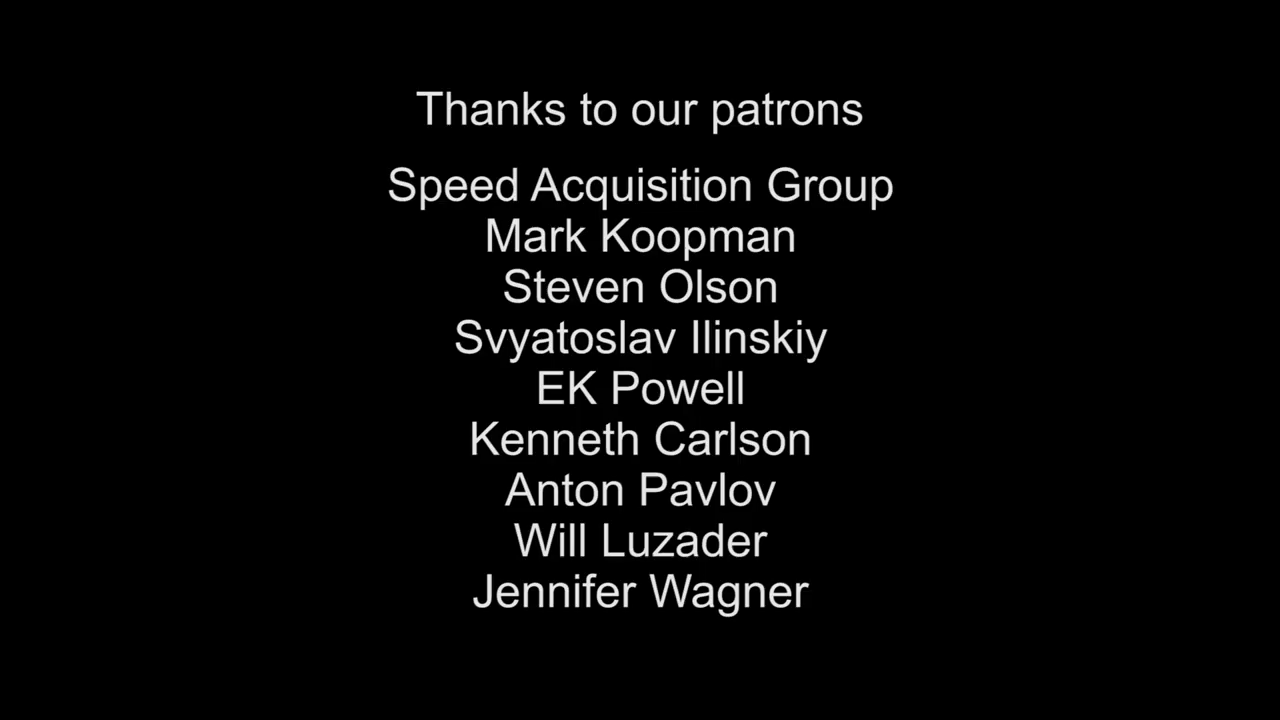 Thanks to our patrons
Speed Acquisition Group
Mark Koopman
Steven Olson
Svyatoslav Ilinskiy
EK Powell
Kenneth Carlson
Anton Pavlov
Will Luzader
Jennifer Wagner